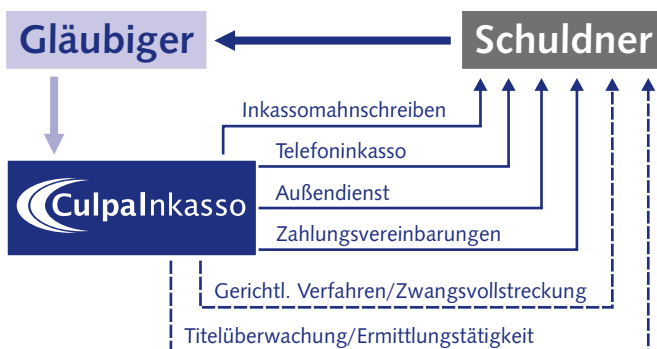 Gläubiger
Schuldner
Inkassomahnschreiben
Telefoninkasso
CulpaInkasso
Außendienst
Zahlungsvereinbarungen
Gerichtl. Verfahren/Zwangsvollstreckung
Titelüberwachung/Ermittlungstätigkeit